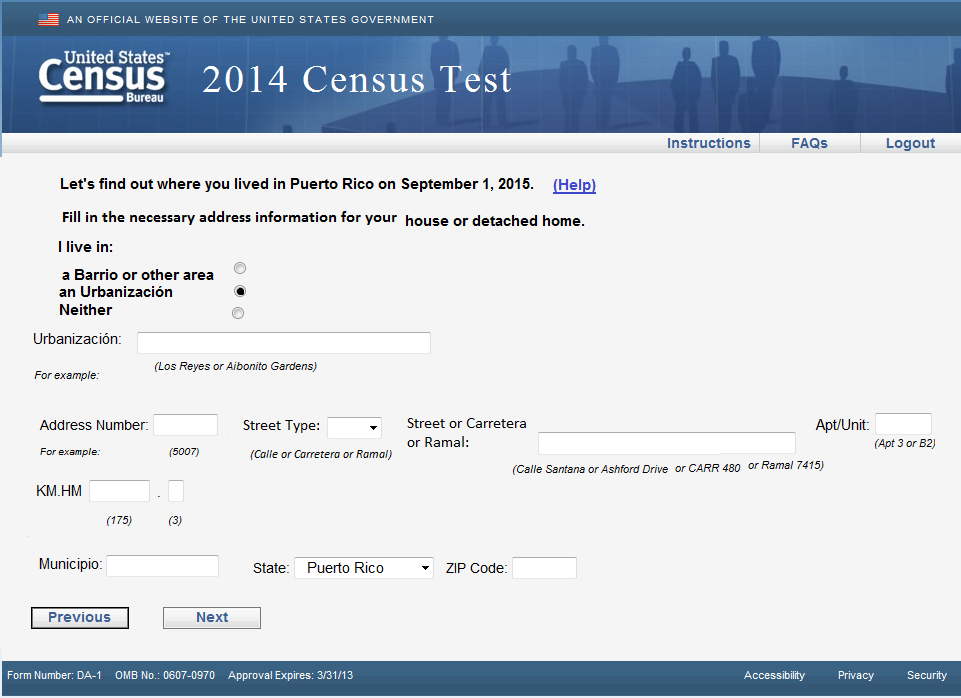 AN OFFICIAL WEBSITE OF THE UNITED STATES GOVERNMENT
United States™
Census
Bureau
2014 Census Test
Instructions FAQs Logout
Let's find out where you lived in Puerto Rico on September 1, 2015. (Help)
Fill in the necessary address information for your house or detached home.
I live in:
a Barrio or other area
an Urbanización
Neither
Urbanización:
(Los Reyes or Aibonito Gardens)
For example:
Address Number: Street Type: Street or Carretera or Ramal: Apt/Unit:
For example: (5007) (Calle or Carretera or Ramal) (Calle Santana or Ashford Drive or CARR 480 or Ramal 7415) (Apt 3 or B2)
KM.HM .
(175) (3)
Municipio: State: Puerto Rico ZIP Code:
Previous Next
Form Number: DA-1 OMB No.: 0607-0970 Approval Expires: 3/31/13 Accessibility Privacy Security